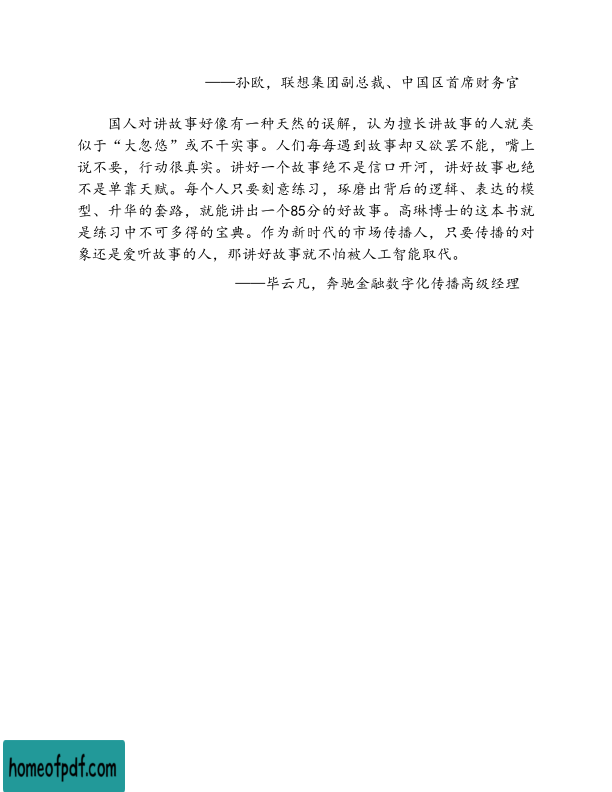 ——孙欧，联想集团副总裁、中国区首席财务官
国人对讲故事好像有一种天然的误解，认为擅长讲故事的人就类
似于“大忽悠”或不干实事。人们每每遇到故事却又欲罢不能，嘴上
说不要，行动很真实。讲好一个故事绝不是信口开河，讲好故事也绝
不是单靠天赋。每个人只要刻意练习，琢磨出背后的逻辑、表达的模
型、升华的套路，就能讲出一个85分的好故事。高琳博士的这本书就
是练习中不可多得的宝典。作为新时代的市场传播人，只要传播的对
象还是爱听故事的人，那讲好故事就不怕被人工智能取代。
——毕云凡，奔驰金融数字化传播高级经理
homeofpdf.com